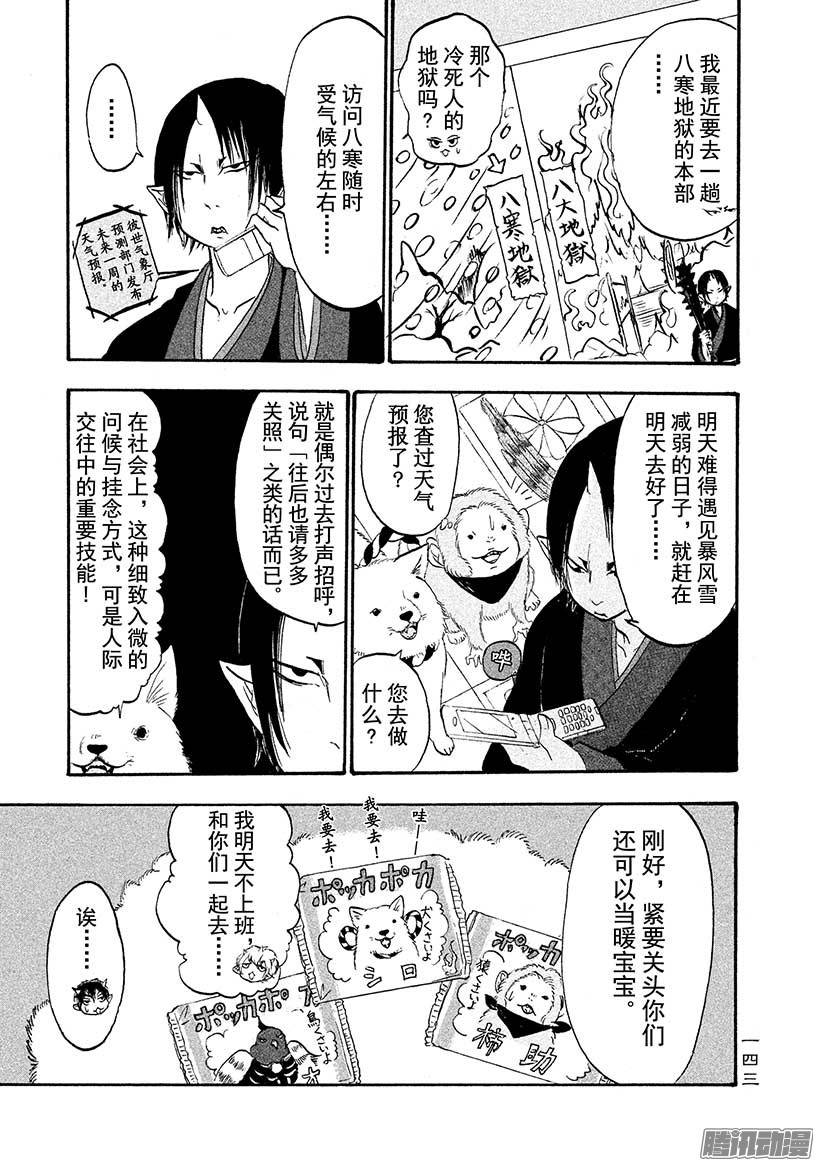 我最近要去一趟
八寒地狱的本部
………
那个
冷死人的
地狱吗？
八大地獄
八寒地獄
访问八寒随时
受气候的左右……
……
彼世气象厅
预测部门发布
未来一周的
天气预报。
明天难得遇见暴风雪
减弱的日子，就赶在
明天去好了……
您查过天气
预报了？
哔
您去做
什么？
就是偶尔过去打声招呼，
说句「往后也请多多
关照」之类的话而已。
在社会上，这种细致入微的
问候与挂念方式，可是人际
交往中的重要技能！
刚好，紧要关头你们
还可以当暖宝宝。
哇
我要去！
我要去！
ポッカポカ
犬くさいよ
シロ
ポッカ
柿助
ポッカポカ
我明天不上班，
和你们一起去……
诶……
一四三
腾讯动漫